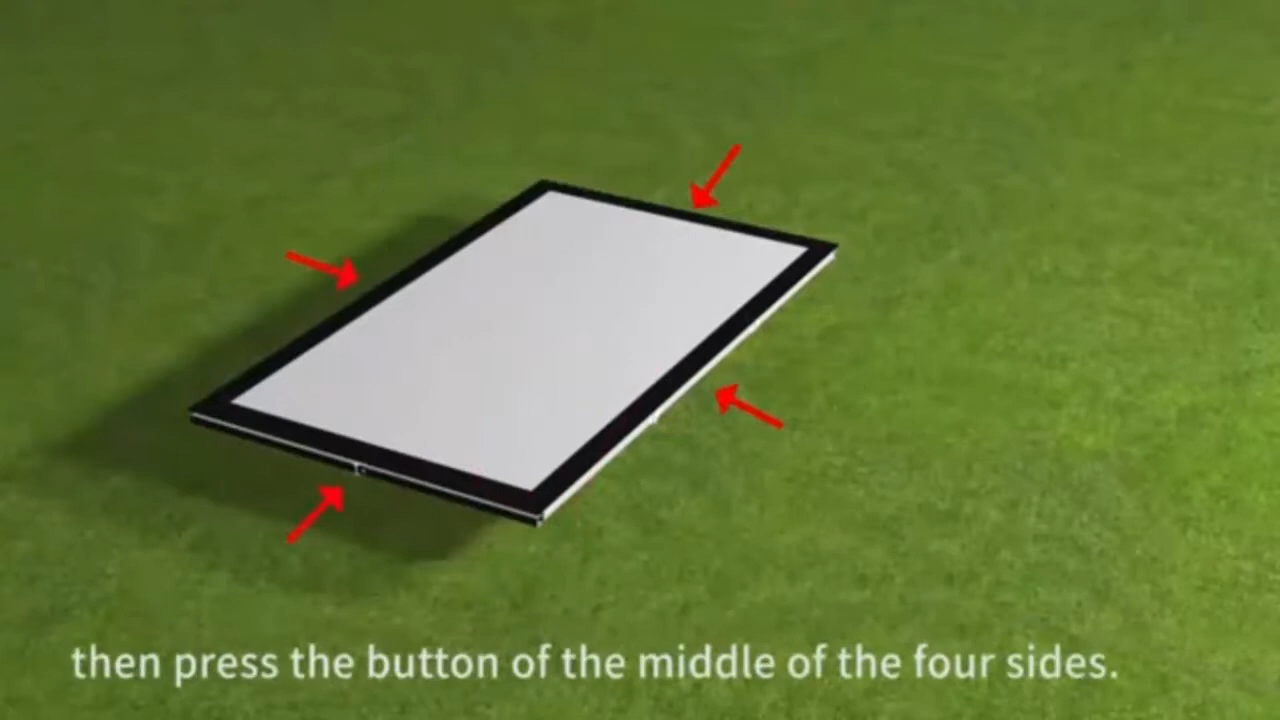 then press the button of the middle of the four sides.